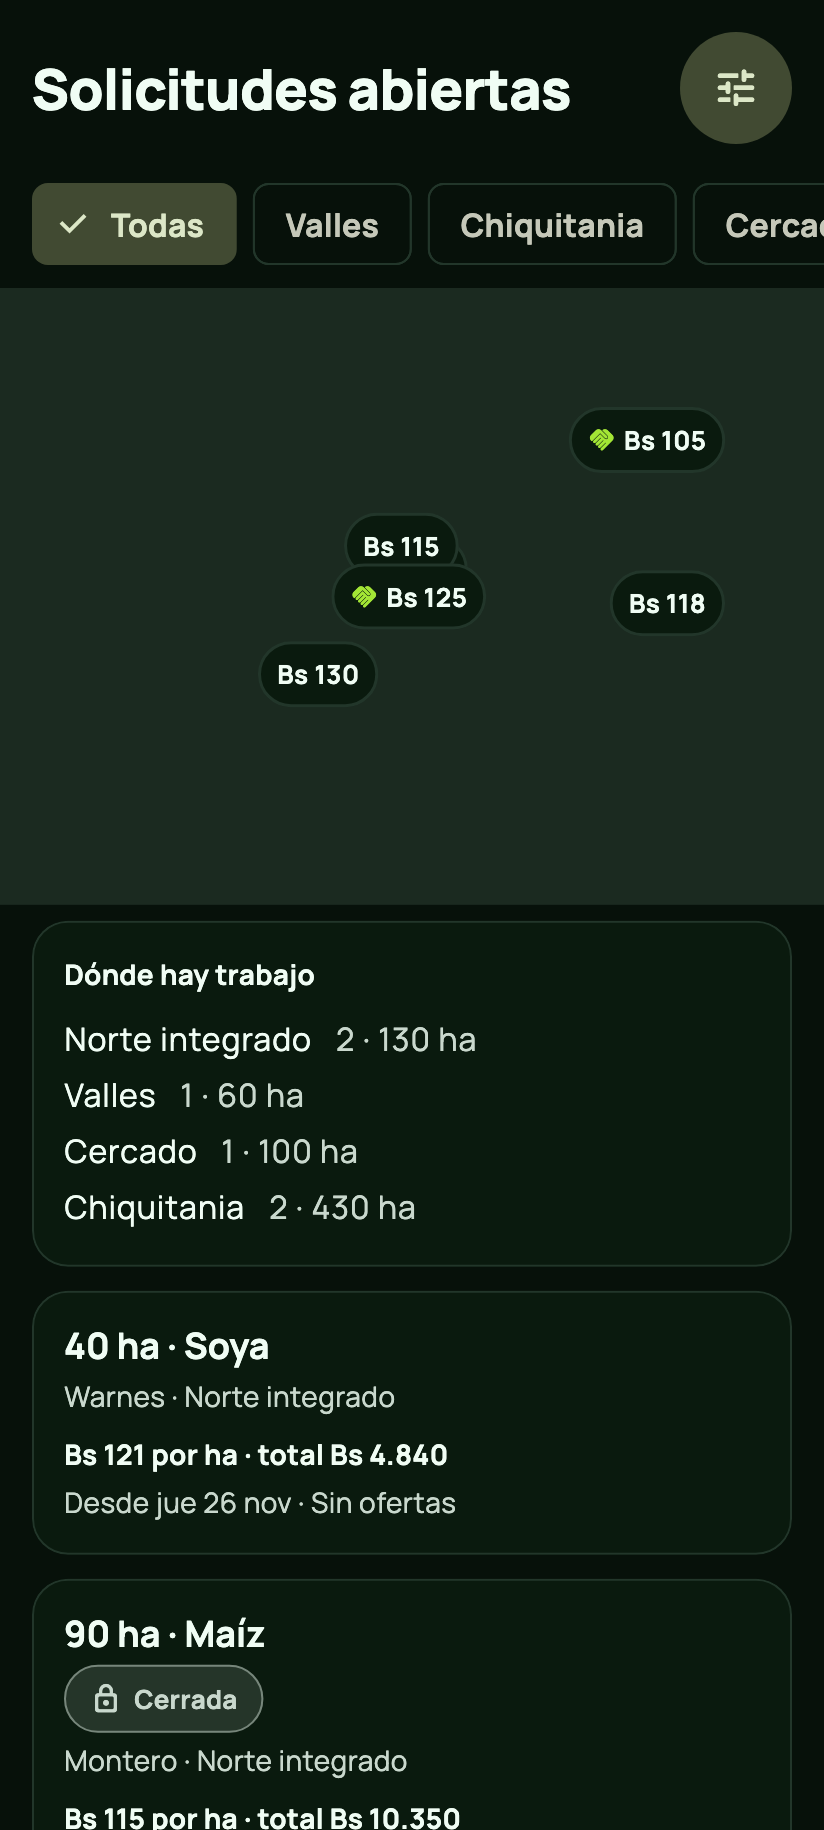 Solicitudes abiertas
Todas
Valles
Chiquitania
Bs 105
Bs 115
Bs 125
Bs 118
Bs 130
Dónde hay trabajo
Norte integrado 2 · 130 ha
Valles 1 · 60 ha
Cercado 1 · 100 ha
Chiquitania 2 · 430 ha
40 ha · Soya
Warnes · Norte integrado
Bs 121 por ha · total Bs 4.840
Desde jue 26 nov · Sin ofertas
90 ha · Maíz
Cerrada
Montero · Norte integrado
Bs 115 por ha · total Bs 10.350